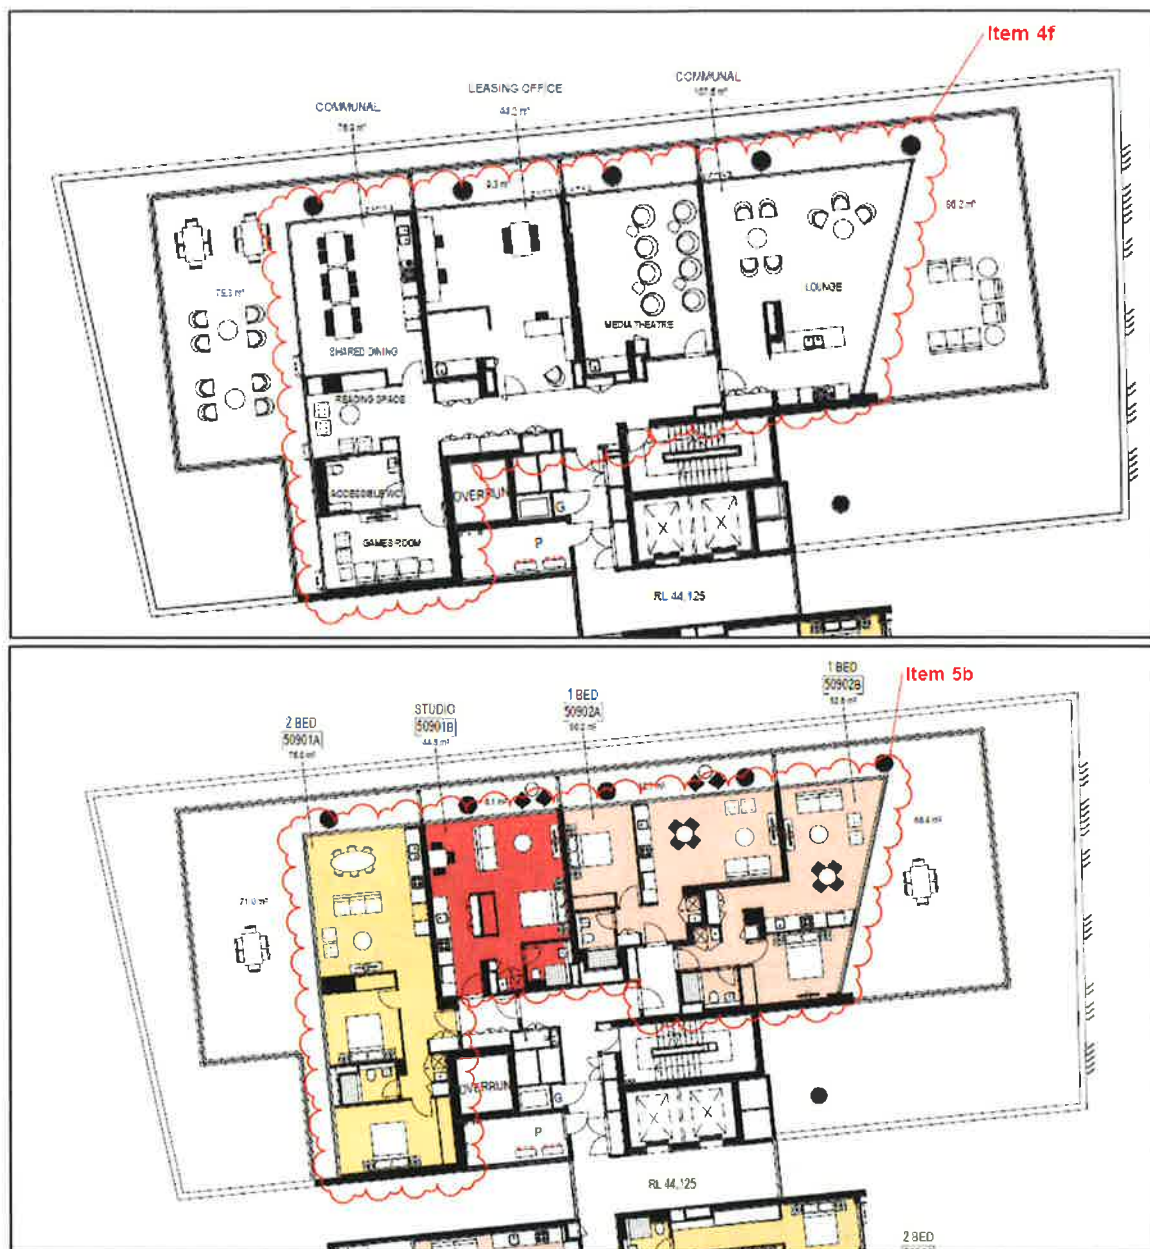 Item 4f
COMMUNAL
LEASING OFFICE
COMMUNAL
SHARED DINING
READING SPACE
ACCESSIBLE WC
GAMES ROOM
MEDIA THEATRE
LOUNGE
OVERRUN
G
P
RL 44,125
Item 5b
2 BED
50901A
STUDIO
50901B
1 BED
50902A
1 BED
50902B
OVERRUN
G
P
RL 44,125
2 BED